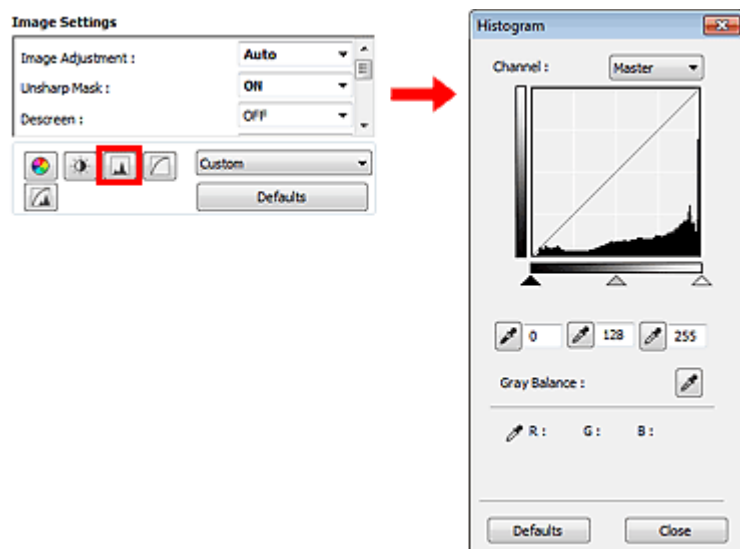 Image Settings
Image Adjustment : Auto
Unsharp Mask : ON
Descreen : OFF
Custom
Defaults
Histogram
Channel : Master
0 128 255
Gray Balance :
R : G : B :
Defaults Close